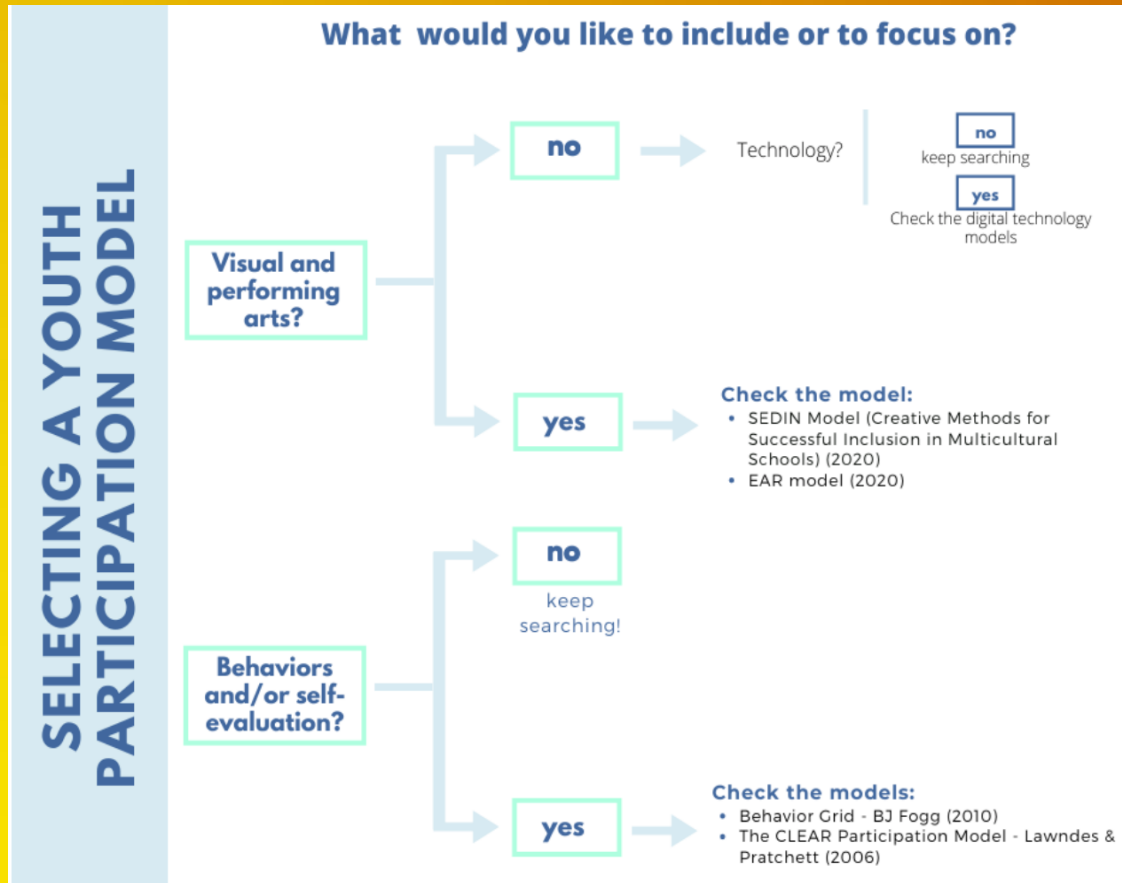 SELECTING A YOUTH
PARTICIPATION MODEL
What would you like to include or to focus on?
Visual and
performing
arts?
no
Technology?
no
keep searching
yes
Check the digital technology
models
yes
Check the model:
• SEDIN Model (Creative Methods for
Successful Inclusion in Multicultural
Schools) (2020)
• EAR model (2020)
Behaviors
and/or self-
evaluation?
no
keep
searching!
yes
Check the models:
• Behavior Grid - BJ Fogg (2010)
• The CLEAR Participation Model - Lawndes &
Pratchett (2006)